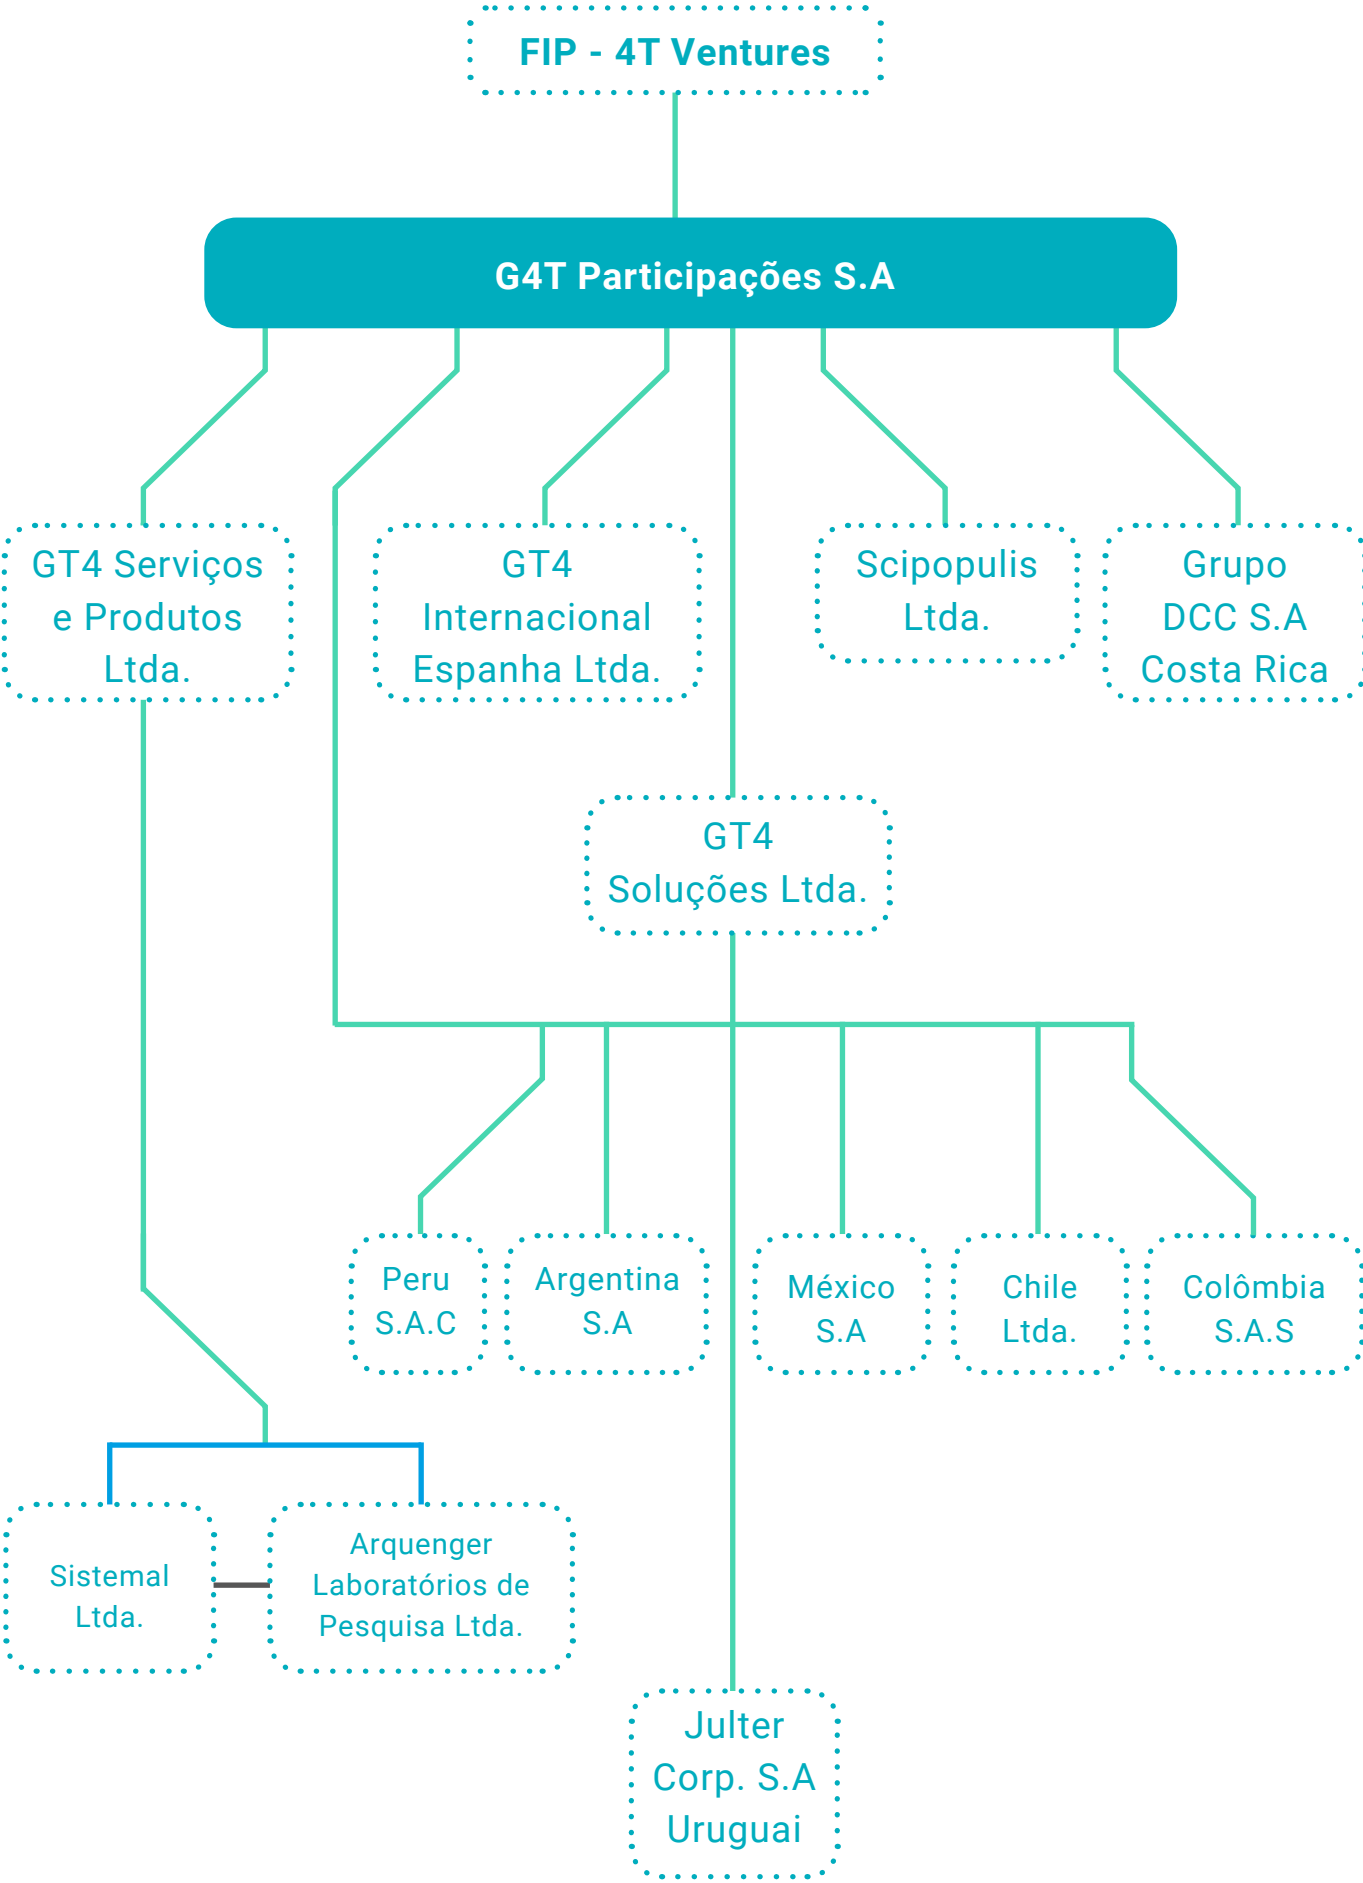 FIP - 4T Ventures
G4T Participações S.A
GT4 Serviços
e Produtos
Ltda.
GT4
Internacional
Espanha Ltda.
Scipopulis
Ltda.
Grupo
DCC S.A
Costa Rica
GT4
Soluções Ltda.
Peru
S.A.C
Argentina
S.A
México
S.A
Chile
Ltda.
Colômbia
S.A.S
Sistemal
Ltda.
Arquenger
Laboratórios de
Pesquisa Ltda.
Julter
Corp. S.A
Uruguai